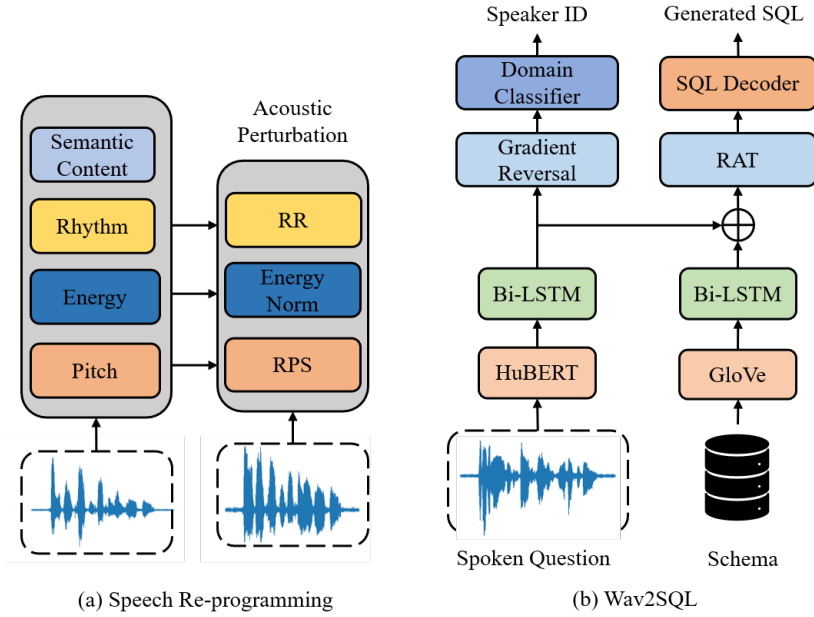 Acoustic
Perturbation
Semantic
Content
Rhythm
Energy
Pitch
RR
Energy
Norm
RPS
(a) Speech Re-programming
Speaker ID
Generated SQL
Domain
Classifier
SQL Decoder
Gradient
Reversal
RAT
Bi-LSTM
Bi-LSTM
HuBERT
GloVe
Spoken Question
Schema
(b) Wav2SQL